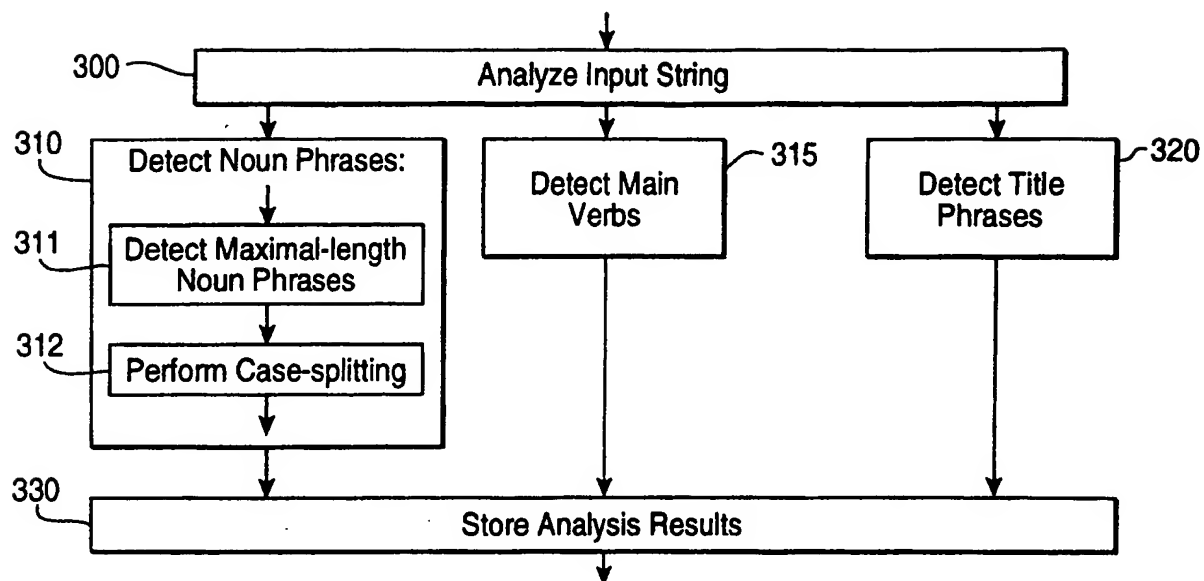 300
Analyze Input String
310
Detect Noun Phrases:
311
Detect Maximal-length
Noun Phrases
312
Perform Case-splitting
315
Detect Main
Verbs
320
Detect Title
Phrases
330
Store Analysis Results